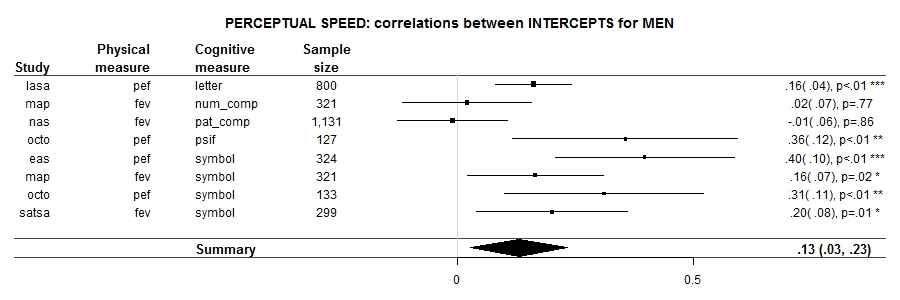 PERCEPTUAL SPEED: correlations between INTERCEPTS for MEN
Study Physical measure Cognitive measure Sample size
lasa pef letter 800 .16( .04), p<.01 ***
map fev num_comp 321 .02( .07), p=.77
nas fev pat_comp 1,131 -.01( .06), p=.86
octo pef psif 127 .36( .12), p<.01 **
eas pef symbol 324 .40( .10), p<.01 ***
map fev symbol 321 .16( .07), p=.02 *
octo pef symbol 133 .31( .11), p<.01 **
satsa fev symbol 299 .20( .08), p=.01 *
Summary .13 (.03, .23)
0 0.5